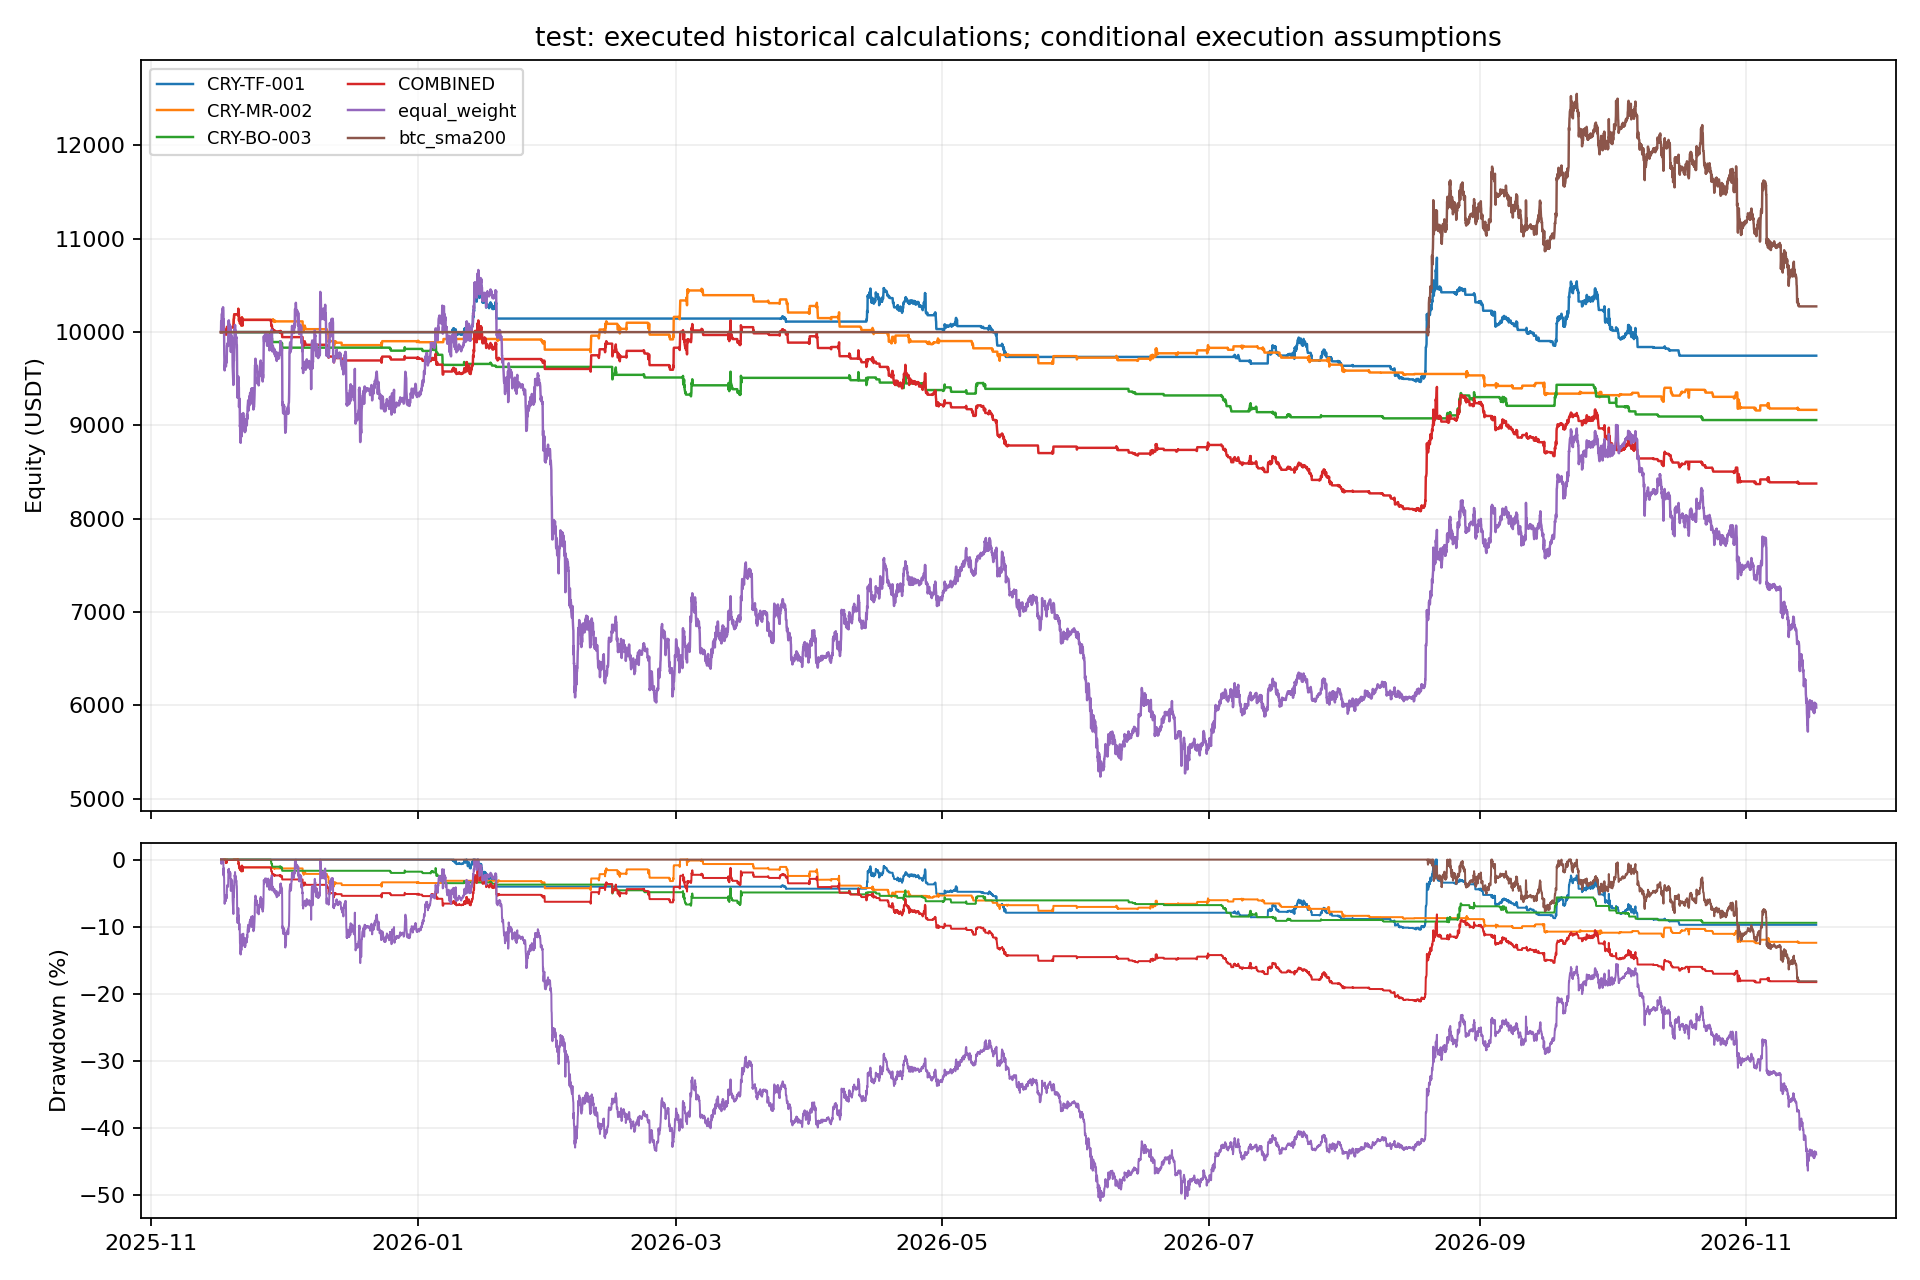 test: executed historical calculations; conditional execution assumptions
CRY-TF-001
CRY-MR-002
CRY-BO-003
COMBINED
equal_weight
btc_sma200
Equity (USDT)
12000
11000
10000
9000
8000
7000
6000
5000
Drawdown (%)
0
−10
−20
−30
−40
−50
2025-11 2026-01 2026-03 2026-05 2026-07 2026-09 2026-11